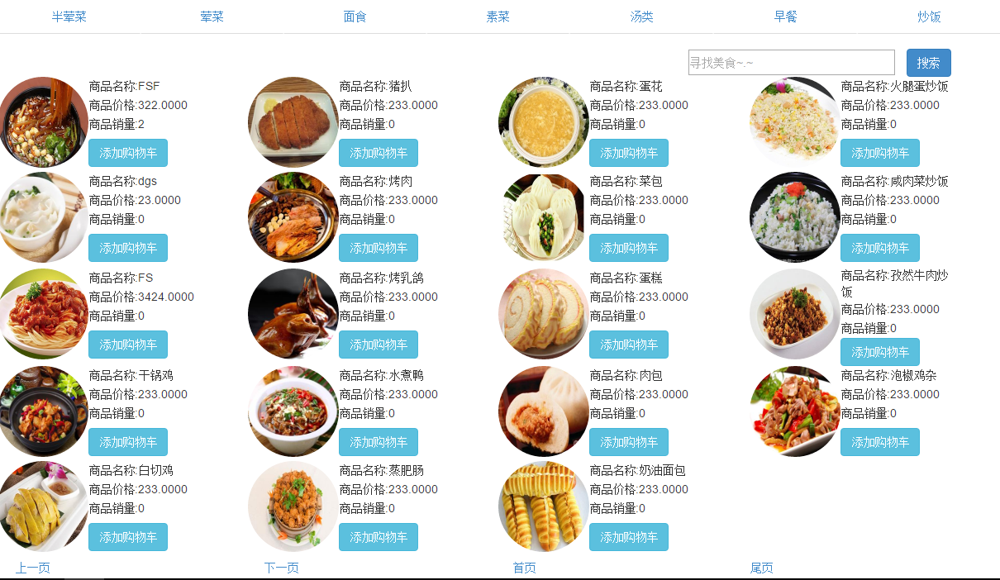 半荤菜
荤菜
面食
素菜
汤类
早餐
炒饭
寻找美食~.~
搜索
商品名称:FSF
商品价格:322.0000
商品销量:2
添加购物车
商品名称:猪扒
商品价格:233.0000
商品销量:0
添加购物车
商品名称:蛋花
商品价格:233.0000
商品销量:0
添加购物车
商品名称:火腿蛋炒饭
商品价格:233.0000
商品销量:0
添加购物车
商品名称:dgs
商品价格:23.0000
商品销量:0
添加购物车
商品名称:烤肉
商品价格:233.0000
商品销量:0
添加购物车
商品名称:菜包
商品价格:233.0000
商品销量:0
添加购物车
商品名称:咸肉菜炒饭
商品价格:233.0000
商品销量:0
添加购物车
商品名称:FS
商品价格:3424.0000
商品销量:0
添加购物车
商品名称:烤乳鸽
商品价格:233.0000
商品销量:0
添加购物车
商品名称:蛋糕
商品价格:233.0000
商品销量:0
添加购物车
商品名称:孜然牛肉炒
饭
商品价格:233.0000
商品销量:0
添加购物车
商品名称:干锅鸡
商品价格:233.0000
商品销量:0
添加购物车
商品名称:水煮鸭
商品价格:233.0000
商品销量:0
添加购物车
商品名称:肉包
商品价格:233.0000
商品销量:0
添加购物车
商品名称:泡椒鸡杂
商品价格:233.0000
商品销量:0
添加购物车
商品名称:白切鸡
商品价格:233.0000
商品销量:0
添加购物车
商品名称:蒸肥肠
商品价格:233.0000
商品销量:0
添加购物车
商品名称:奶油面包
商品价格:233.0000
商品销量:0
添加购物车
上一页
下一页
首页
尾页